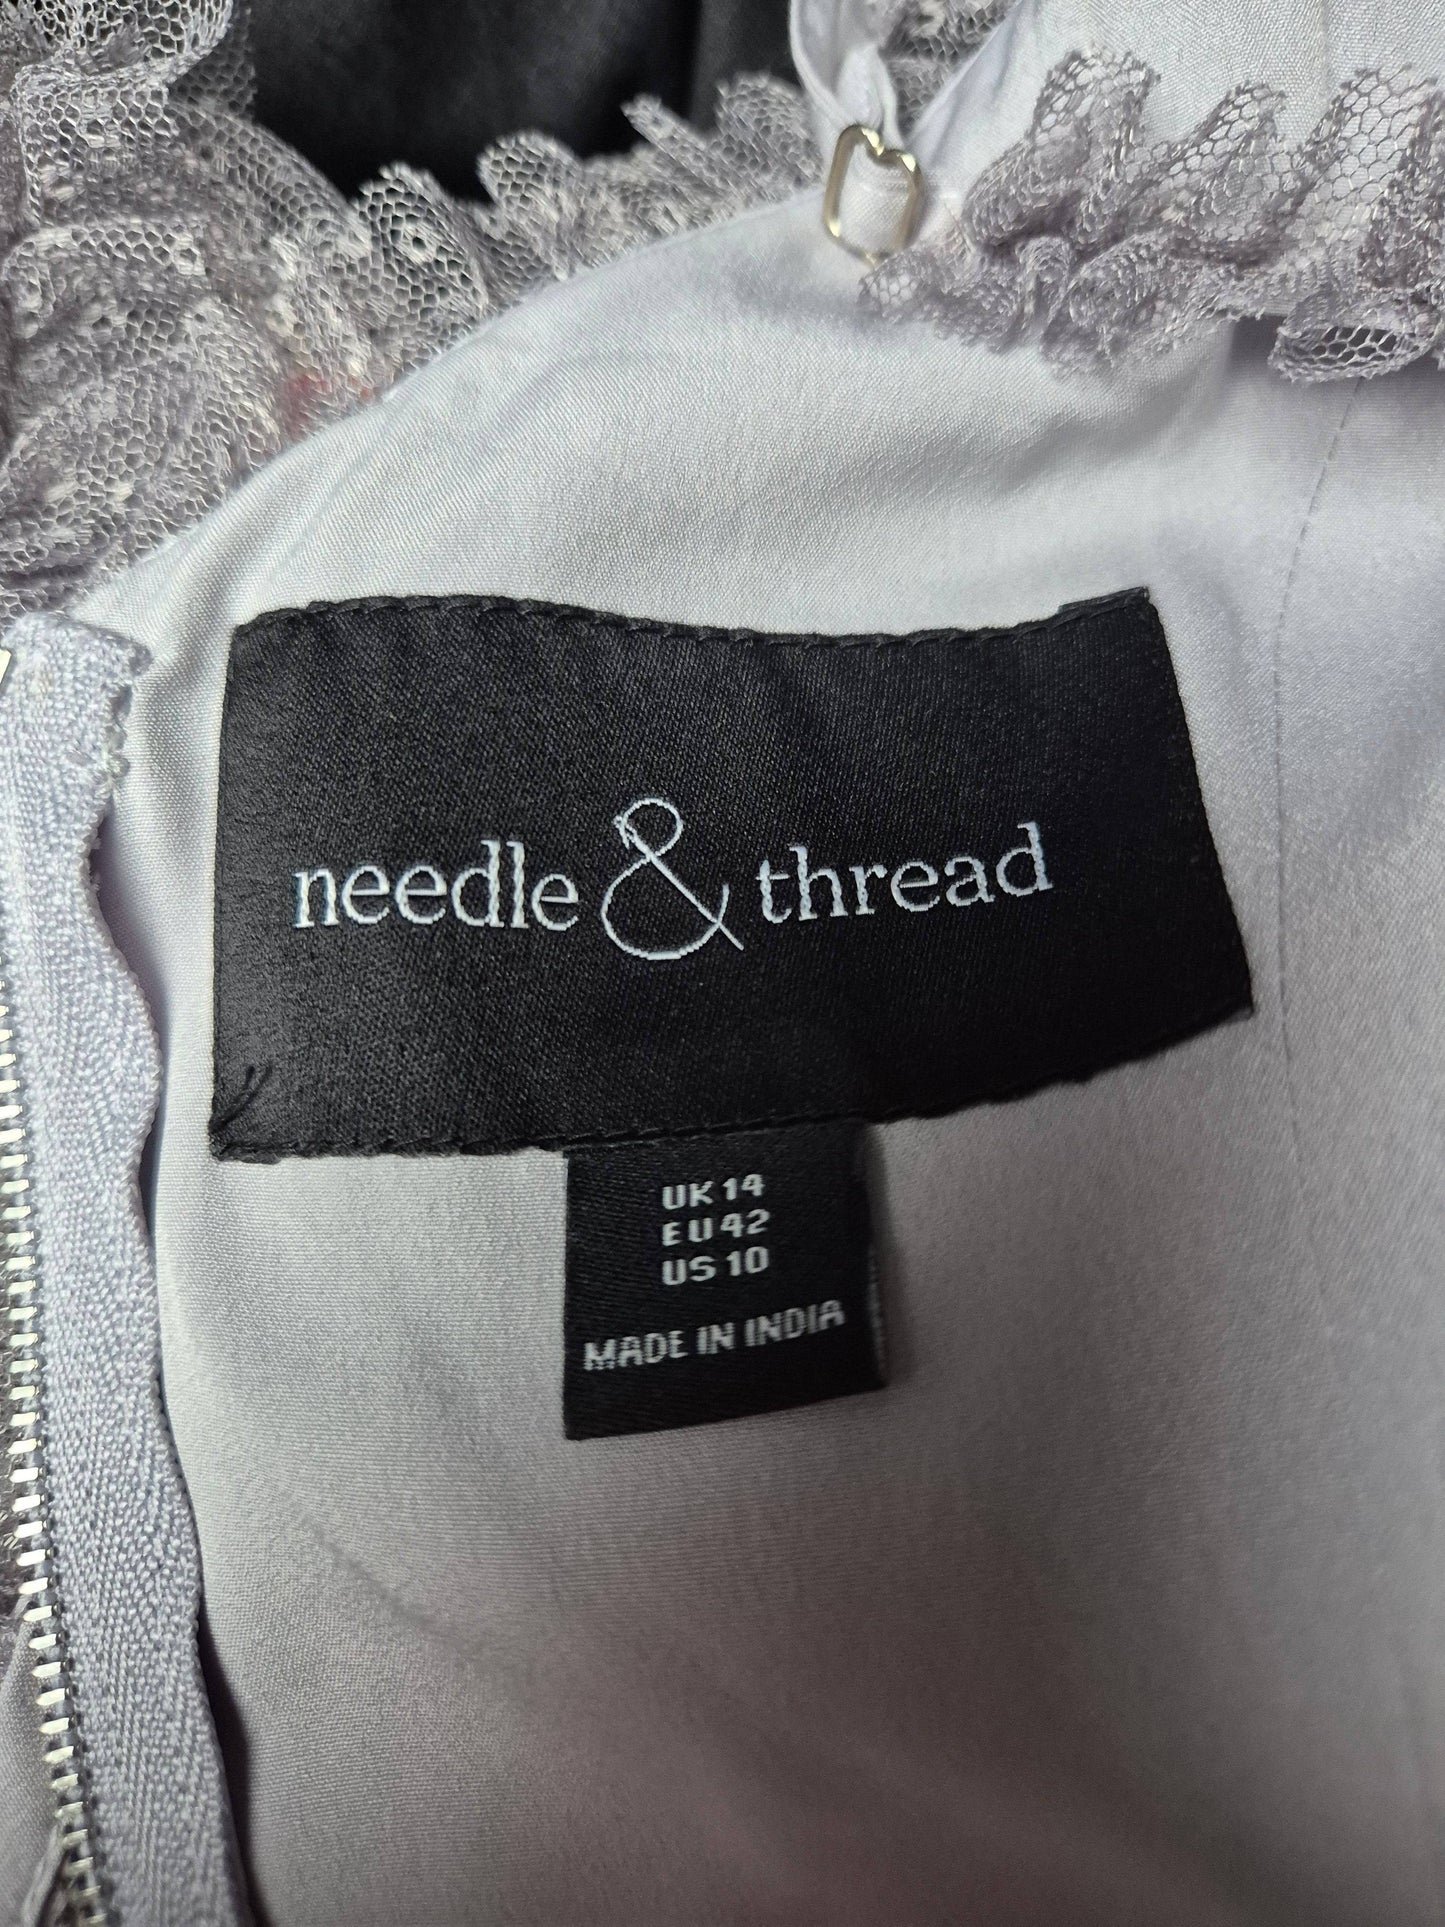 needle & thread
UK 14
EU 42
US 10
MADE IN INDIA